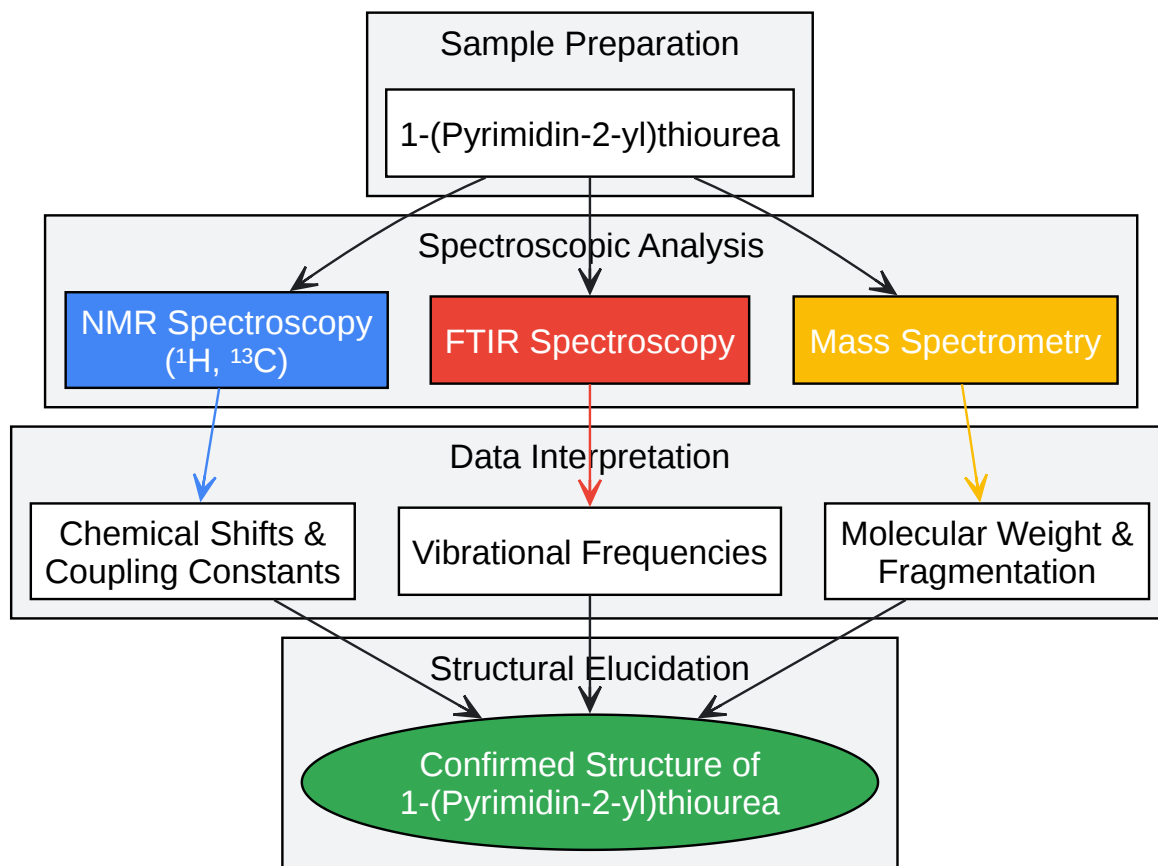 Sample Preparation
1-(Pyrimidin-2-yl)thiourea
Spectroscopic Analysis
NMR Spectroscopy
(¹H, ¹³C)
FTIR Spectroscopy
Mass Spectrometry
Data Interpretation
Chemical Shifts &
Coupling Constants
Vibrational Frequencies
Molecular Weight &
Fragmentation
Structural Elucidation
Confirmed Structure of
1-(Pyrimidin-2-yl)thiourea